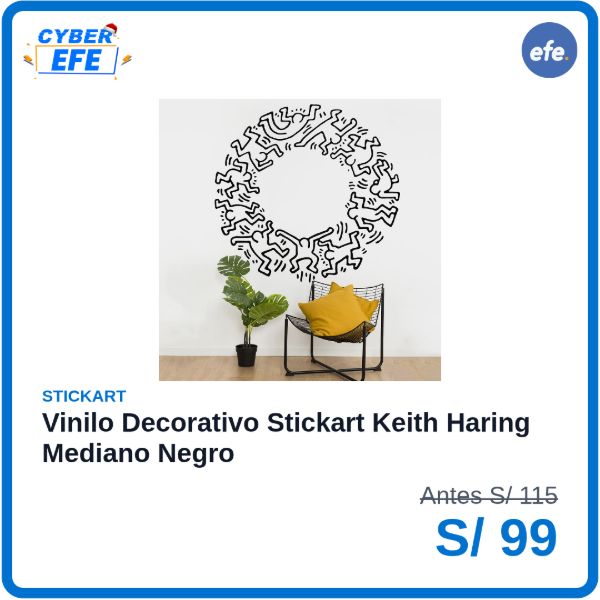 CYBER
EFE
efe.
STICKART
Vinilo Decorativo Stickart Keith Haring
Mediano Negro
Antes S/ 115
S/ 99